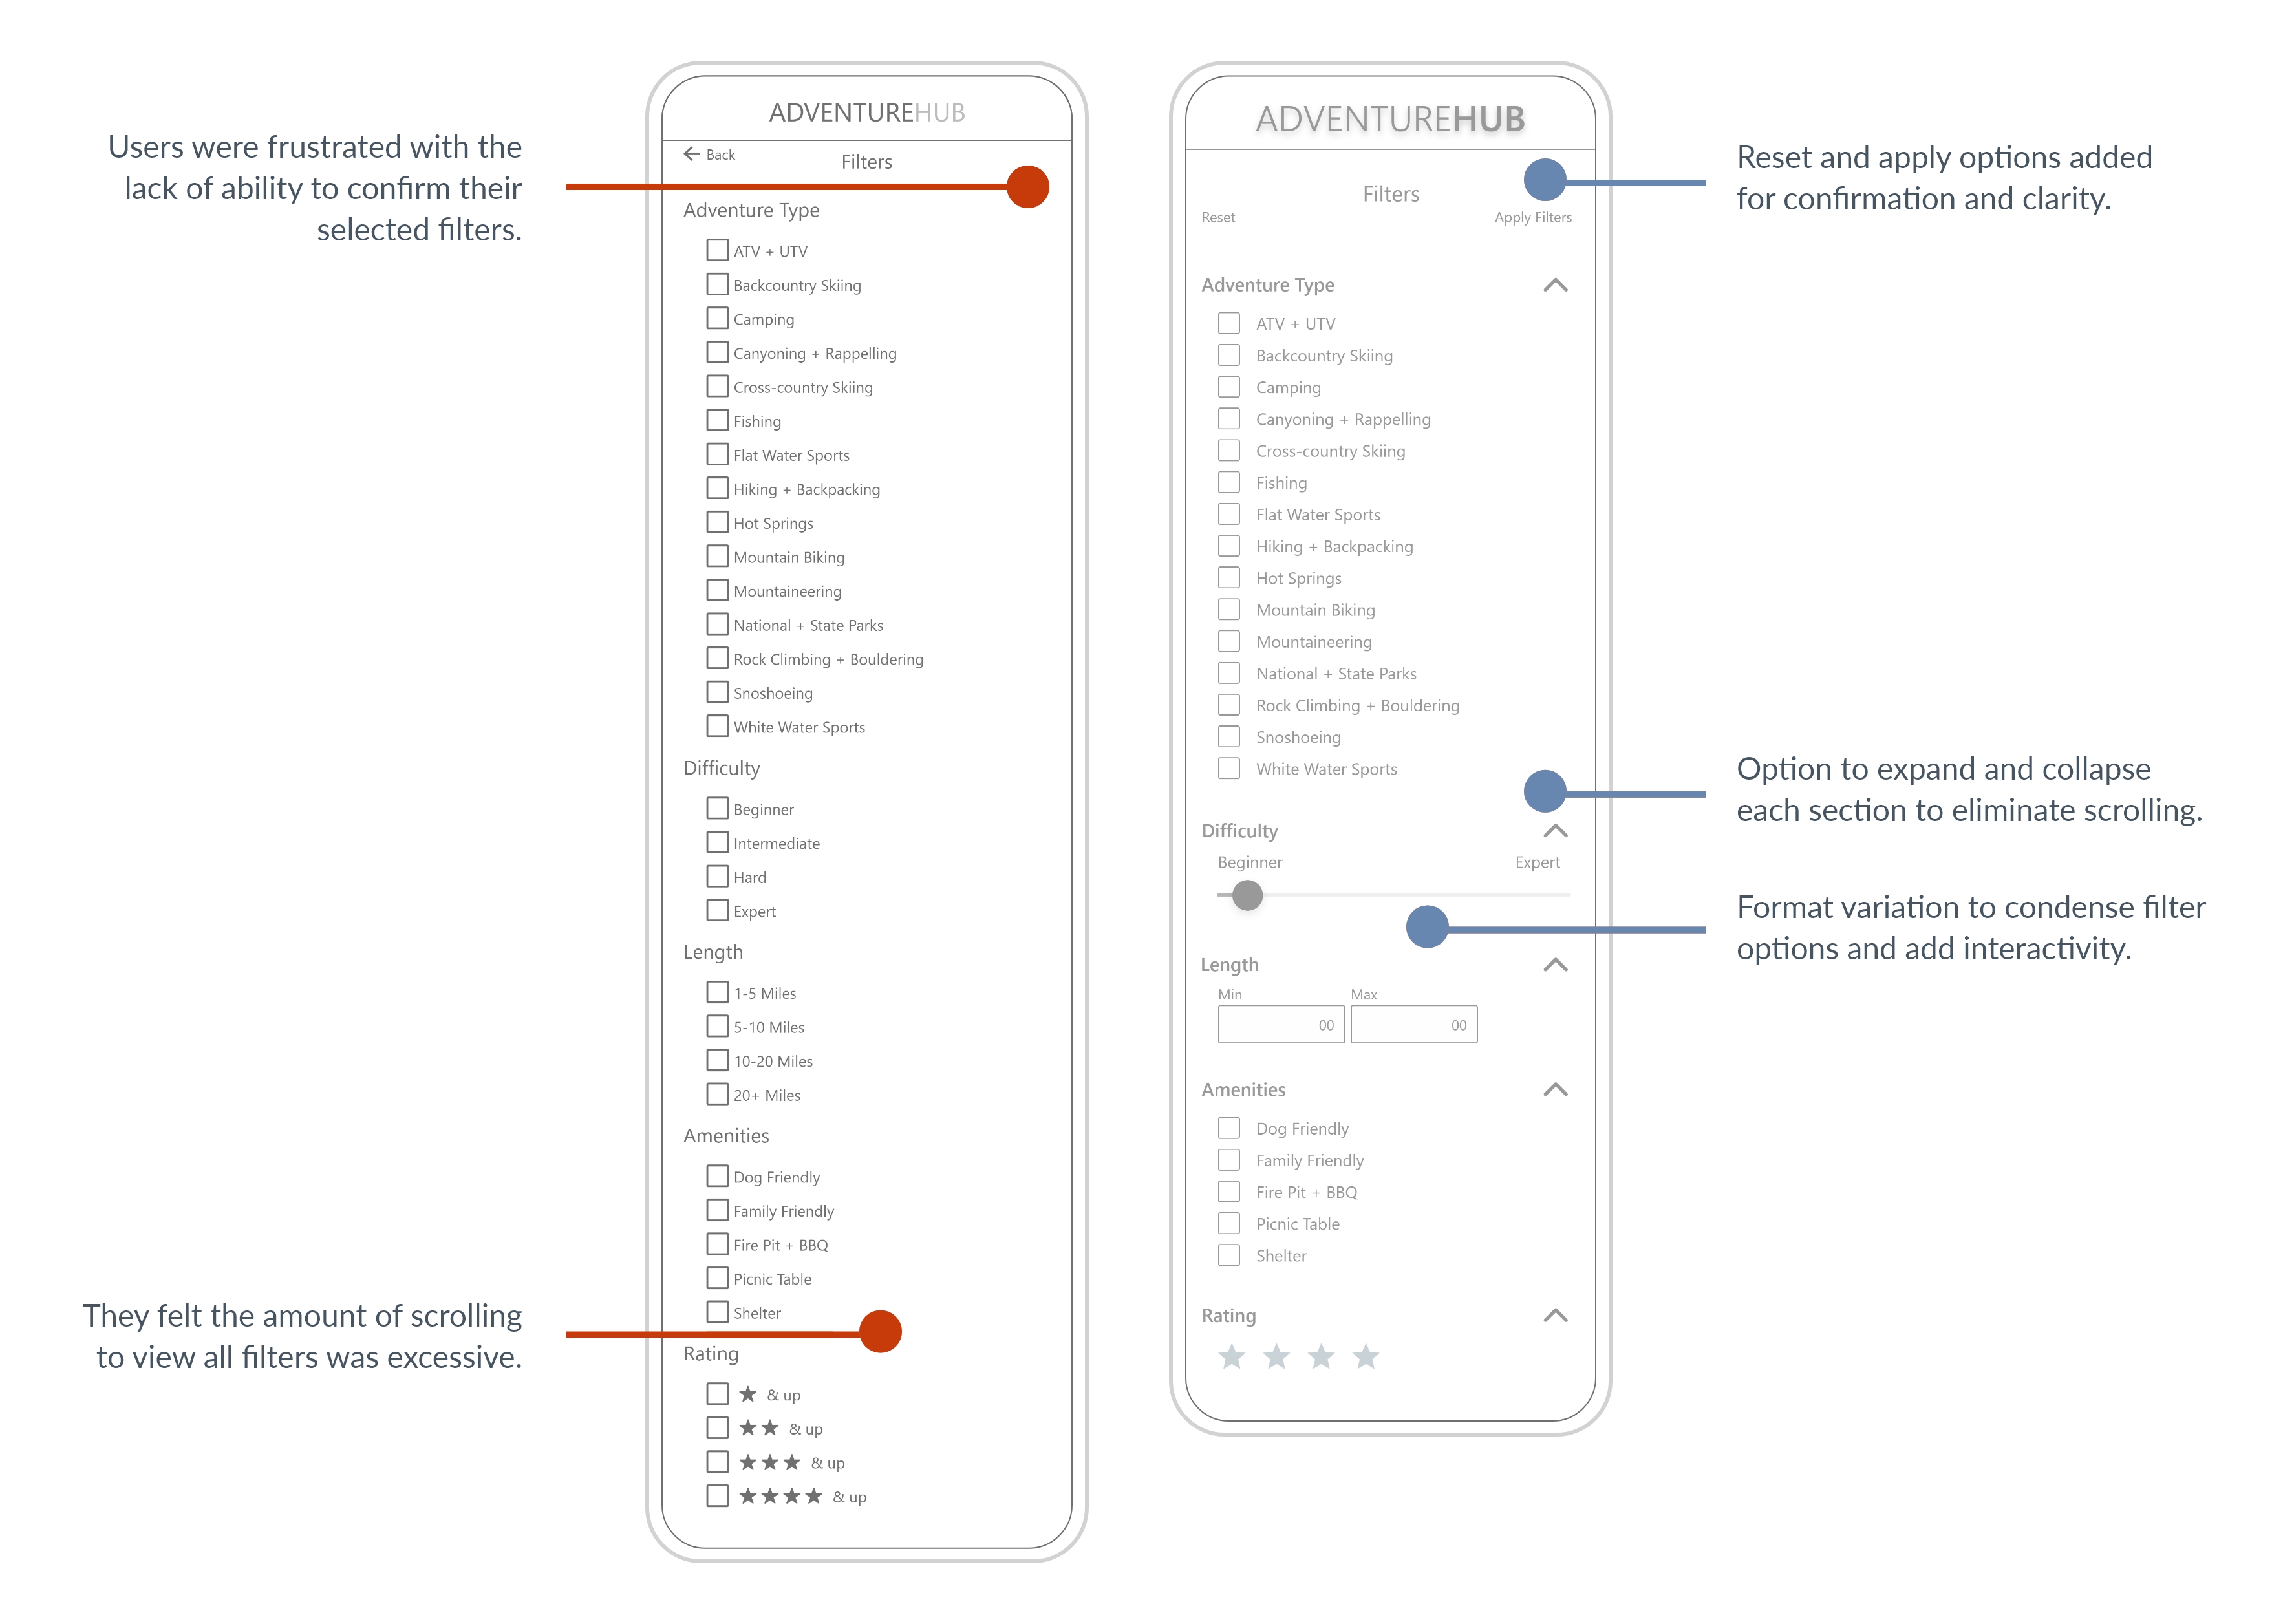 Users were frustrated with the
lack of ability to confirm their
selected filters.
They felt the amount of scrolling
to view all filters was excessive.
ADVENTUREHUB
Back
Filters
Adventure Type
ATV + UTV
Backcountry Skiing
Camping
Canyoning + Rappelling
Cross-country Skiing
Fishing
Flat Water Sports
Hiking + Backpacking
Hot Springs
Mountain Biking
Mountaineering
National + State Parks
Rock Climbing + Bouldering
Snoshoeing
White Water Sports
Difficulty
Beginner
Intermediate
Hard
Expert
Length
1-5 Miles
5-10 Miles
10-20 Miles
20+ Miles
Amenities
Dog Friendly
Family Friendly
Fire Pit + BBQ
Picnic Table
Shelter
Rating
& up
& up
& up
& up
ADVENTUREHUB
Filters
Reset Apply Filters
Adventure Type
ATV + UTV
Backcountry Skiing
Camping
Canyoning + Rappelling
Cross-country Skiing
Fishing
Flat Water Sports
Hiking + Backpacking
Hot Springs
Mountain Biking
Mountaineering
National + State Parks
Rock Climbing + Bouldering
Snoshoeing
White Water Sports
Difficulty
Beginner Expert
Length
Min Max
00 00
Amenities
Dog Friendly
Family Friendly
Fire Pit + BBQ
Picnic Table
Shelter
Rating
Reset and apply options added
for confirmation and clarity.
Option to expand and collapse
each section to eliminate scrolling.
Format variation to condense filter
options and add interactivity.